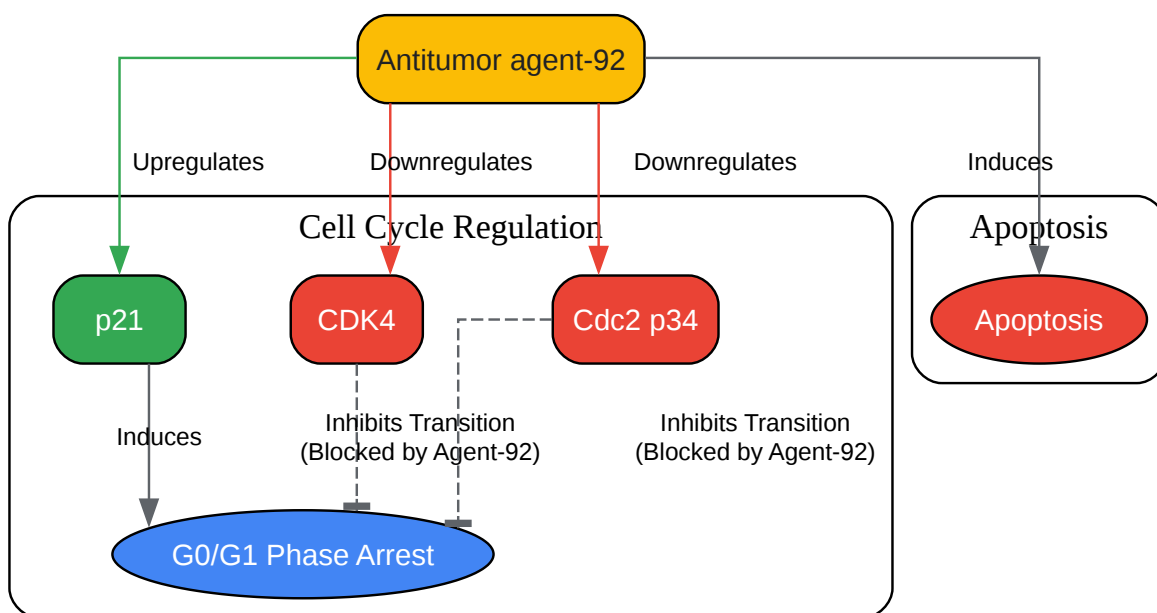 Antitumor agent-92
Upregulates
Downregulates
Downregulates
Induces
Cell Cycle Regulation
Apoptosis
p21
CDK4
Cdc2 p34
Apoptosis
Induces
Inhibits Transition
(Blocked by Agent-92)
Inhibits Transition
(Blocked by Agent-92)
G0/G1 Phase Arrest